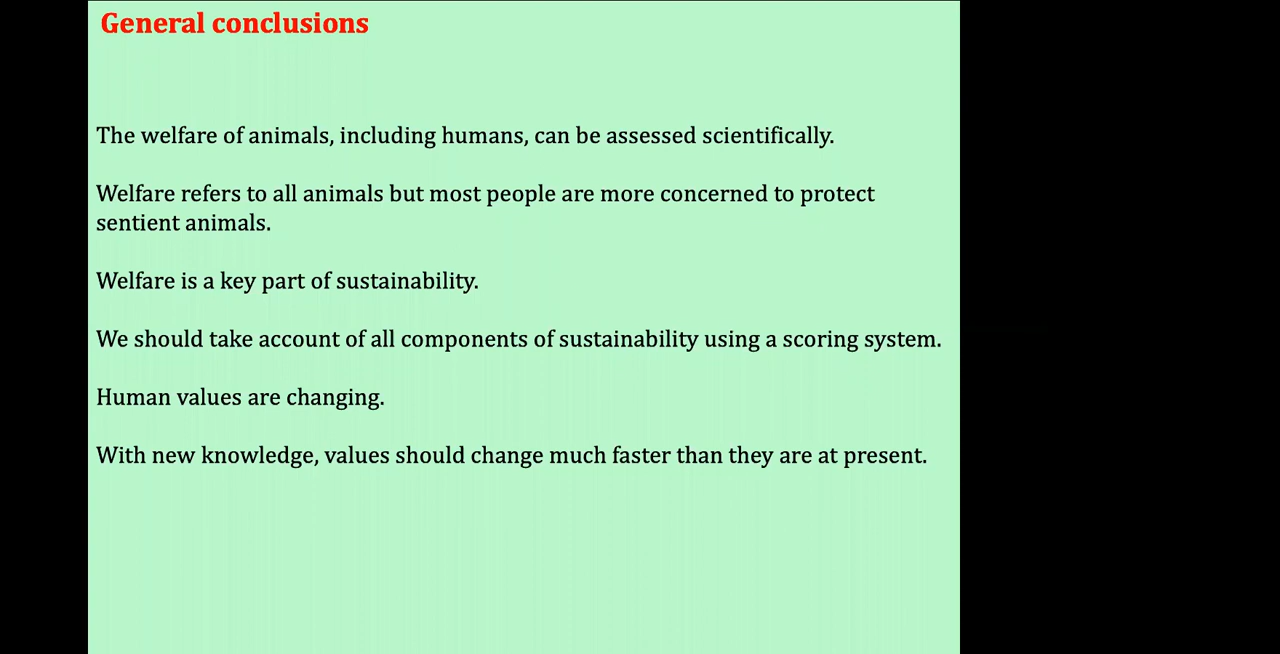 General conclusions
The welfare of animals, including humans, can be assessed scientifically.
Welfare refers to all animals but most people are more concerned to protect
sentient animals.
Welfare is a key part of sustainability.
We should take account of all components of sustainability using a scoring system.
Human values are changing.
With new knowledge, values should change much faster than they are at present.